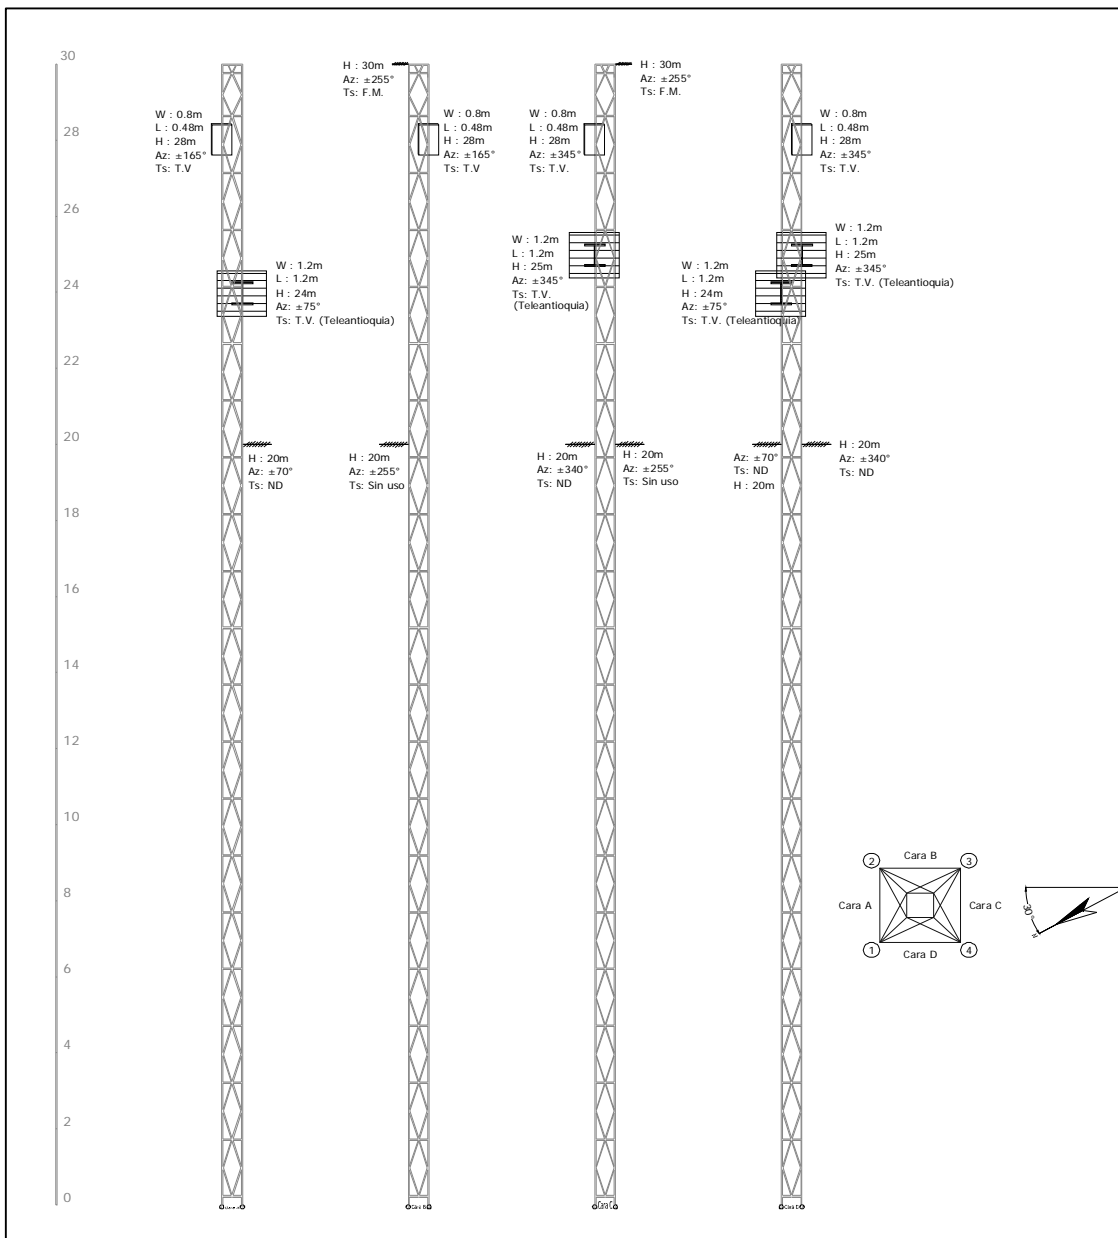 30
28
26
24
22
20
18
16
14
12
10
8
6
4
2
0
W : 0.8m
L : 0.48m
H : 28m
Az: ±165°
Ts: T.V
W : 1.2m
L : 1.2m
H : 24m
Az: ±75°
Ts: T.V. (Teleantioquia)
H : 20m
Az: ±70°
Ts: ND
H : 30m
Az: ±255°
Ts: F.M.
W : 0.8m
L : 0.48m
H : 28m
Az: ±165°
Ts: T.V
H : 20m
Az: ±255°
Ts: Sin uso
Cara B
H : 30m
Az: ±255°
Ts: F.M.
W : 0.8m
L : 0.48m
H : 28m
Az: ±345°
Ts: T.V.
W : 1.2m
L : 1.2m
H : 25m
Az: ±345°
Ts: T.V.
(Teleantioquia)
H : 20m
Az: ±340°
Ts: ND
H : 20m
Az: ±255°
Ts: Sin uso
Cara C
W : 0.8m
L : 0.48m
H : 28m
Az: ±345°
Ts: T.V.
W : 1.2m
L : 1.2m
H : 25m
Az: ±345°
Ts: T.V. (Teleantioquia)
W : 1.2m
L : 1.2m
H : 24m
Az: ±75°
Ts: T.V. (Teleantioquia)
Az: ±70°
Ts: ND
H : 20m
H : 20m
Az: ±340°
Ts: ND
Cara D
2
Cara B
3
Cara A
Cara C
1
Cara D
4
30°
N